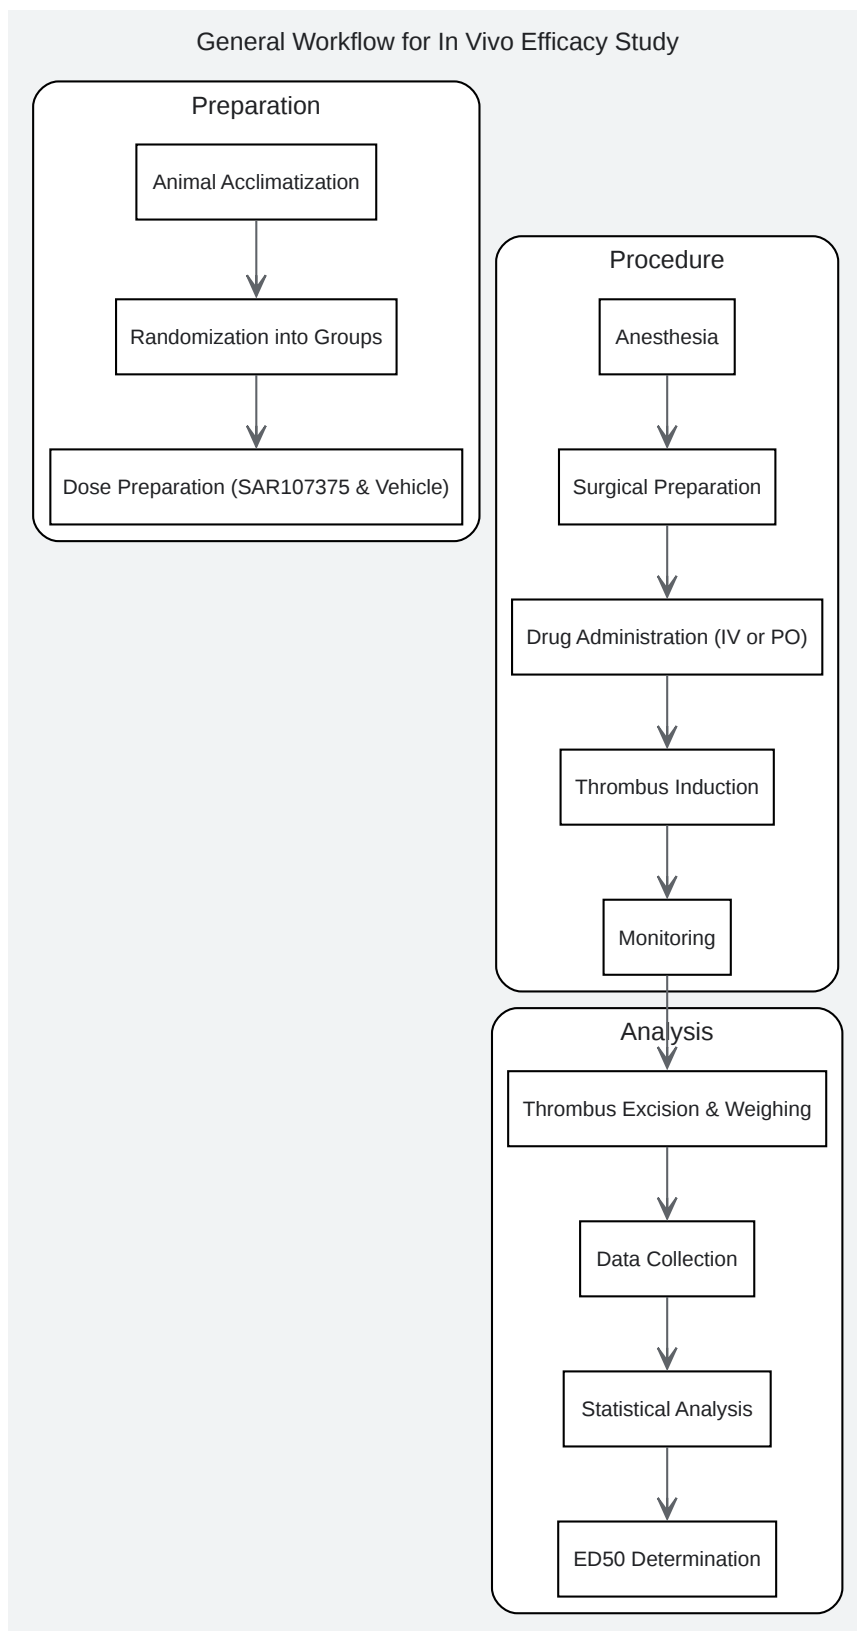 General Workflow for In Vivo Efficacy Study
Preparation
Animal Acclimatization
Randomization into Groups
Dose Preparation (SAR107375 & Vehicle)
Procedure
Anesthesia
Surgical Preparation
Drug Administration (IV or PO)
Thrombus Induction
Monitoring
Analysis
Thrombus Excision & Weighing
Data Collection
Statistical Analysis
ED50 Determination